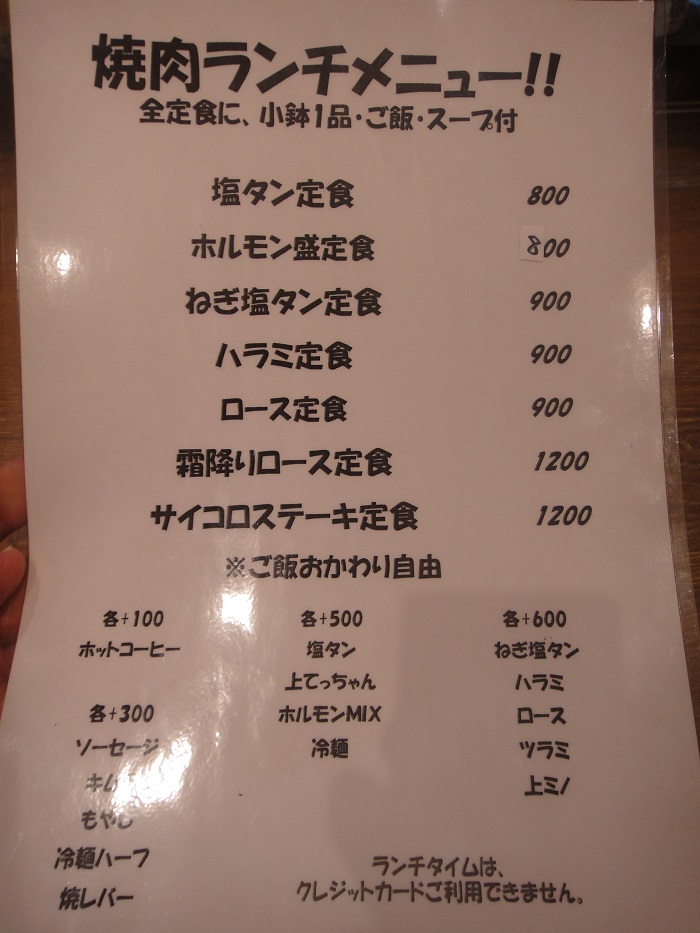 焼肉ランチメニュー!!
全定食に、小鉢1品・ご飯・スープ付
塩タン定食 800
ホルモン盛定食 800
ねぎ塩タン定食 900
ハラミ定食 900
ロース定食 900
霜降りロース定食 1200
サイコロステーキ定食 1200
※ご飯おかわり自由
各+100
ホットコーヒー
各+300
ソーセージ
キム
もやし
冷麺ハーフ
焼レバー
各+500
塩タン
上てっちゃん
ホルモンMIX
冷麺
各+600
ねぎ塩タン
ハラミ
ロース
ツラミ
上ミノ
ランチタイムは、
クレジットカードご利用できません。